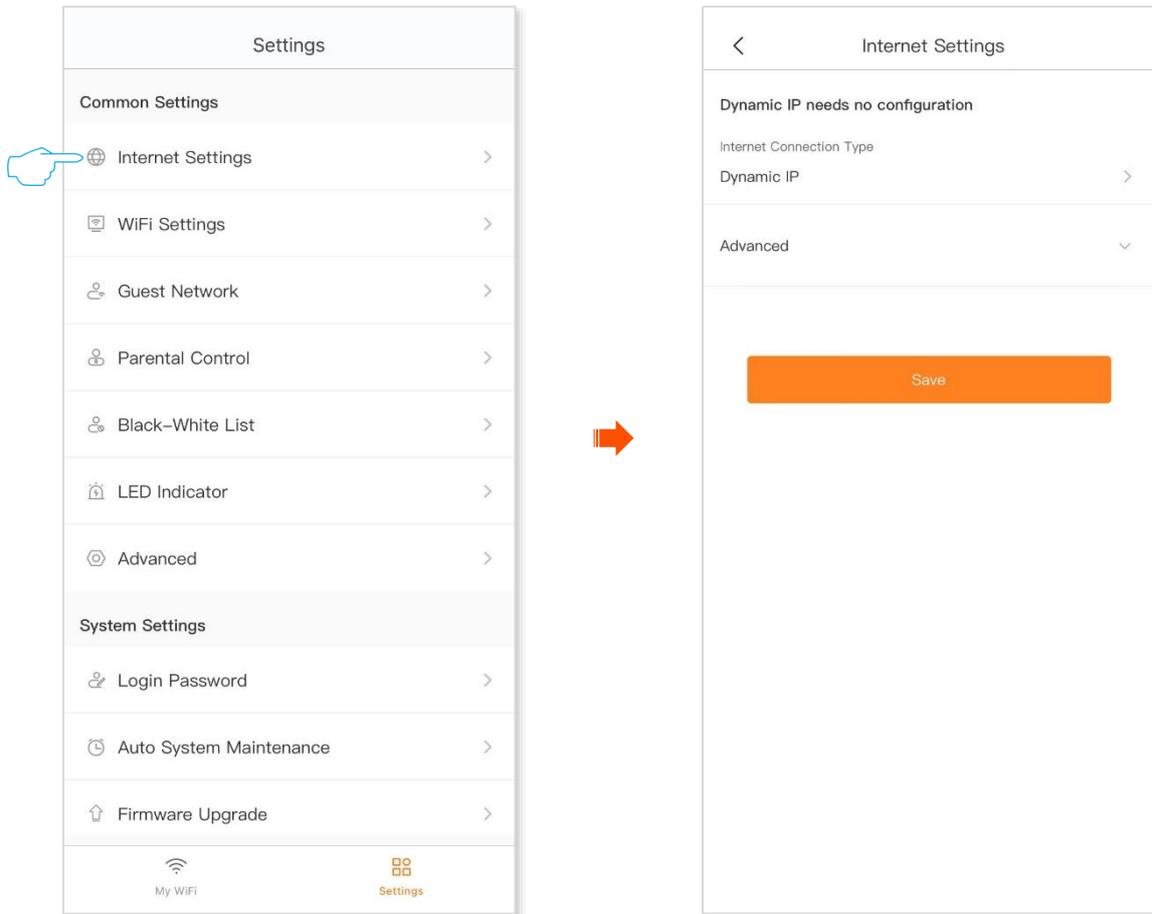 Settings
Common Settings
Internet Settings
WiFi Settings
Guest Network
Parental Control
Black-White List
LED Indicator
Advanced
System Settings
Login Password
Auto System Maintenance
Firmware Upgrade
My WiFi
Settings
Internet Settings
Dynamic IP needs no configuration
Internet Connection Type
Dynamic IP
Advanced
Save